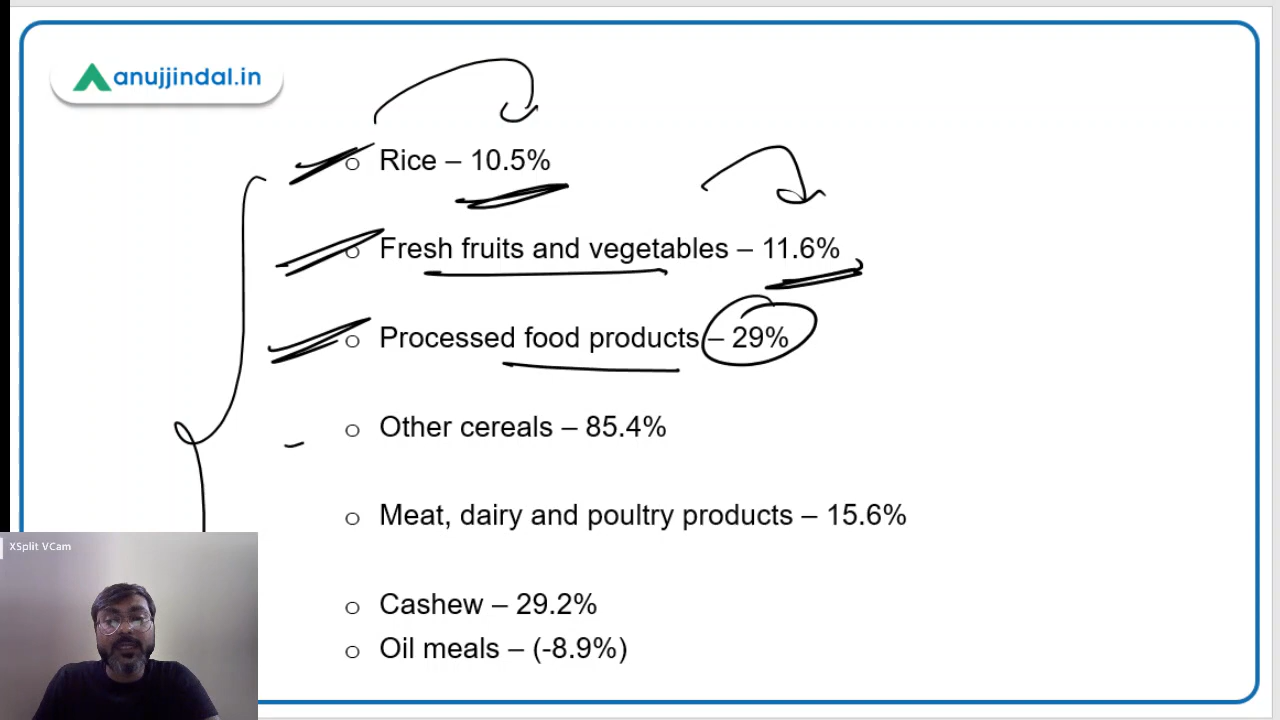 anujjindal.in
o Rice – 10.5%
o Fresh fruits and vegetables – 11.6%
o Processed food products – 29%
o Other cereals – 85.4%
o Meat, dairy and poultry products – 15.6%
XSplit VCam
o Cashew – 29.2%
o Oil meals – (-8.9%)